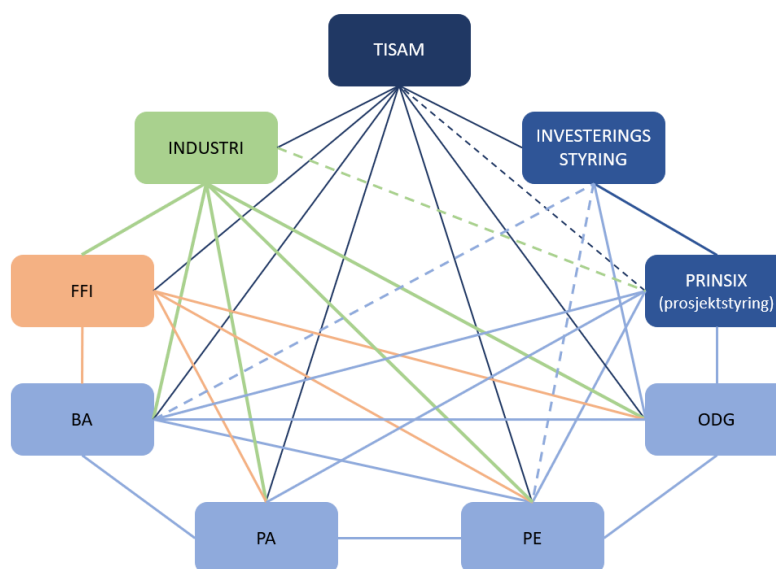 TISAM
INDUSTRI
INVESTERINGS
STYRING
FFI
PRINSIX
(prosjektstyring)
BA
ODG
PA
PE